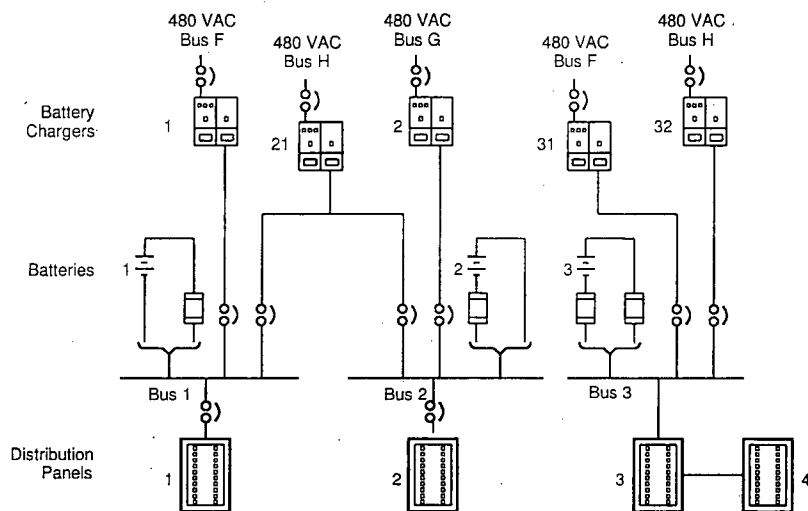 480 VAC
Bus F
480 VAC
Bus H
480 VAC
Bus G
480 VAC
Bus F
480 VAC
Bus H
Battery
Chargers
1
21
2
31
32
Batteries
1
2
3
Bus 1
Bus 2
Bus 3
Distribution
Panels
1
2
3
4